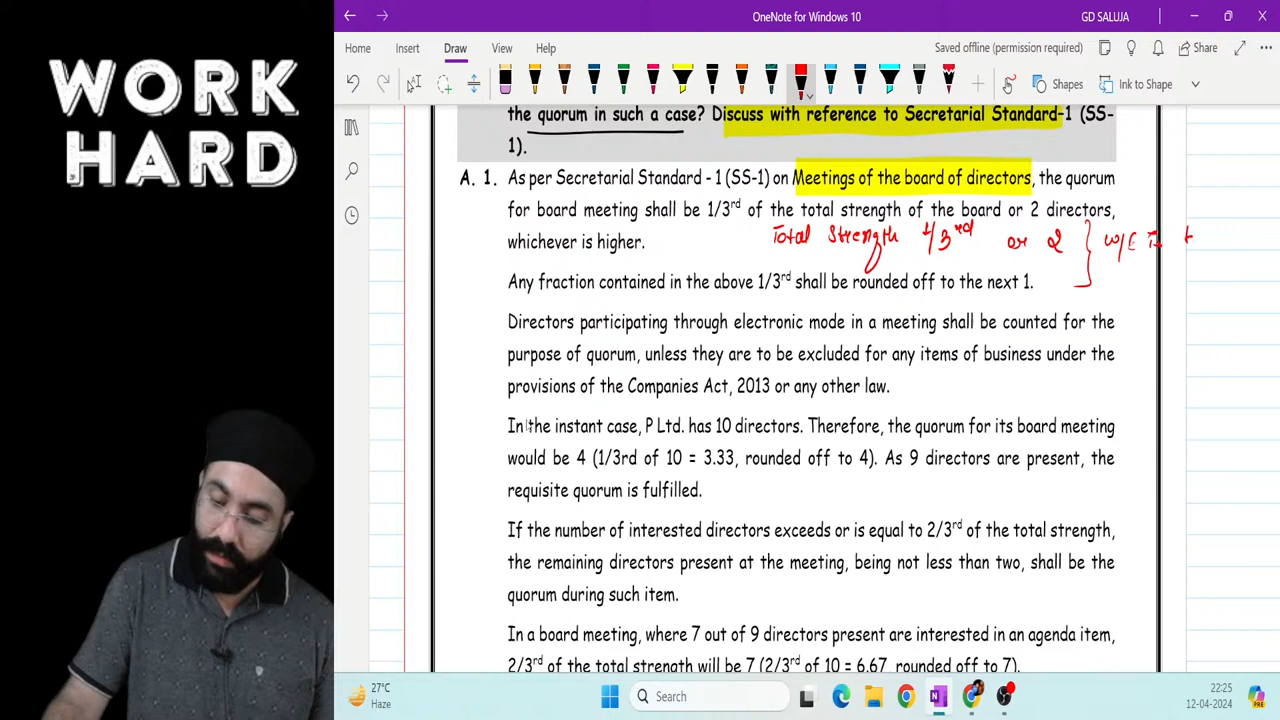 WORK
HARD
OneNote for Windows 10
GD SALUJA
Home Insert Draw View Help
Saved offline (permission required)
Share
Shapes
Ink to Shape
the quorum in such a case? Discuss with reference to Secretarial Standard-1 (SS-
1).
A. 1. As per Secretarial Standard - 1 (SS-1) on Meetings of the board of directors, the quorum
for board meeting shall be 1/3rd of the total strength of the board or 2 directors,
whichever is higher.
Total Strength 1/3rd or 2 } w/E
Any fraction contained in the above 1/3rd shall be rounded off to the next 1.
Directors participating through electronic mode in a meeting shall be counted for the
purpose of quorum, unless they are to be excluded for any items of business under the
provisions of the Companies Act, 2013 or any other law.
In the instant case, P Ltd. has 10 directors. Therefore, the quorum for its board meeting
would be 4 (1/3rd of 10 = 3.33, rounded off to 4). As 9 directors are present, the
requisite quorum is fulfilled.
If the number of interested directors exceeds or is equal to 2/3rd of the total strength,
the remaining directors present at the meeting, being not less than two, shall be the
quorum during such item.
In a board meeting, where 7 out of 9 directors present are interested in an agenda item,
2/3rd of the total strength will be 7 (2/3rd of 10 = 6.67, rounded off to 7).
27°C
Haze
Search
22:25
12-04-2024